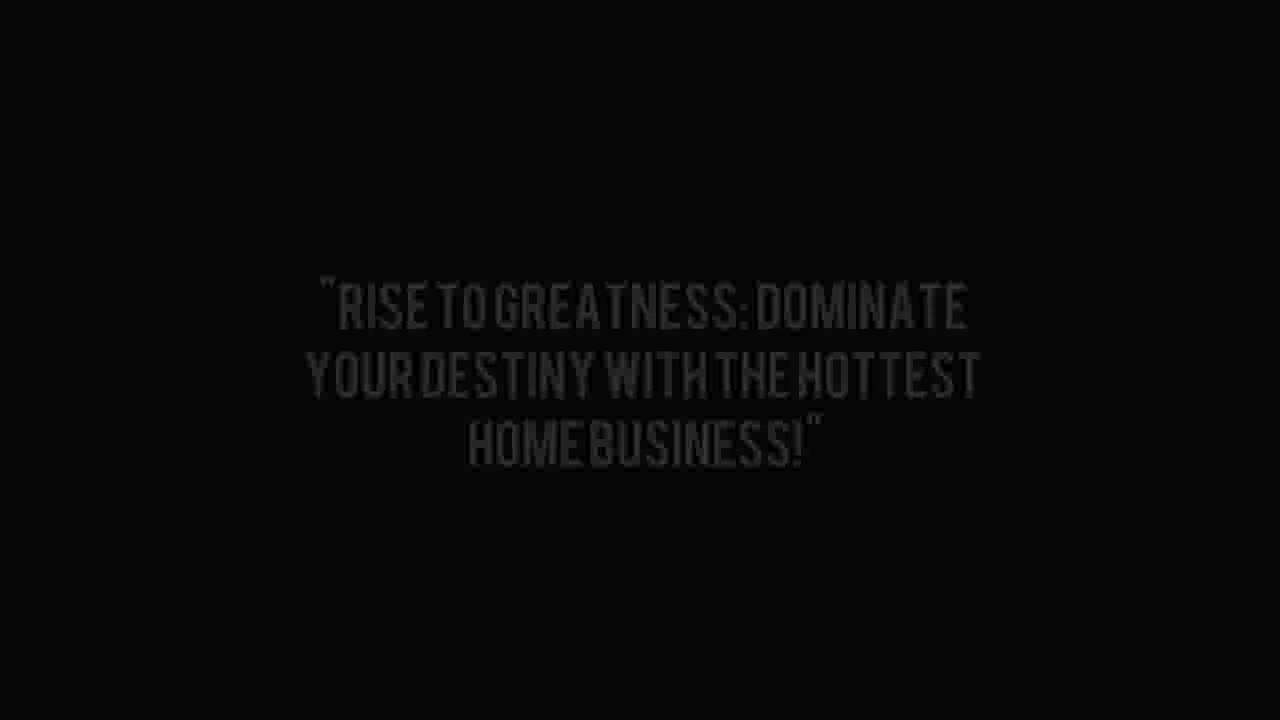 "RISE TO GREATNESS: DOMINATE
YOUR DESTINY WITH THE HOTTEST
HOME BUSINESS!"